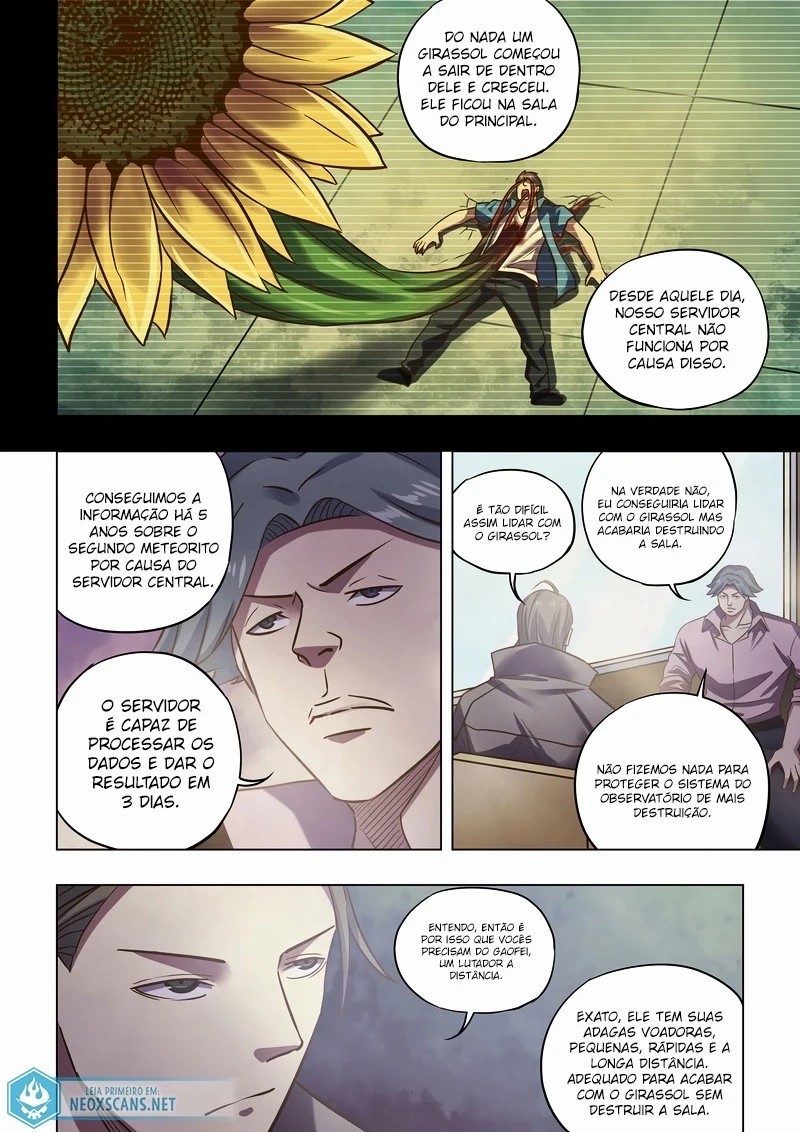 DO NADA UM
GIRASSOL COMEÇOU
A SAIR DE DENTRO
DELE E CRESCEU.
ELE FICOU NA SALA
DO PRINCIPAL.
DESDE AQUELE DIA,
NOSSO SERVIDOR
CENTRAL NÃO
FUNCIONA POR
CAUSA DISSO.
CONSEGUIMOS A
INFORMAÇÃO HÁ 5
ANOS SOBRE O
SEGUNDO METEORITO
POR CAUSA DO
SERVIDOR CENTRAL.
O SERVIDOR
É CAPAZ DE
PROCESSAR OS
DADOS E DAR O
RESULTADO EM
3 DIAS.
É TÃO DIFÍCIL
ASSIM LIDAR COM
O GIRASSOL?
NA VERDADE NÃO,
EU CONSEGUIRIA LIDAR
COM O GIRASSOL MAS
ACABARIA DESTRUINDO
A SALA.
NÃO FIZEMOS NADA PARA
PROTEGER O SISTEMA DO
OBSERVATÓRIO DE MAIS
DESTRUIÇÃO.
ENTENDO, ENTÃO É
POR ISSO QUE VOCÊS
PRECISAM DO GAOFEI,
UM LUTADOR A
DISTÂNCIA.
EXATO, ELE TEM SUAS
ADAGAS VOADORAS,
PEQUENAS, RÁPIDAS E A
LONGA DISTÂNCIA.
ADEQUADO PARA ACABAR
COM O GIRASSOL SEM
DESTRUIR A SALA.
LEIA PRIMEIRO EM:
NEOXSCANS.NET